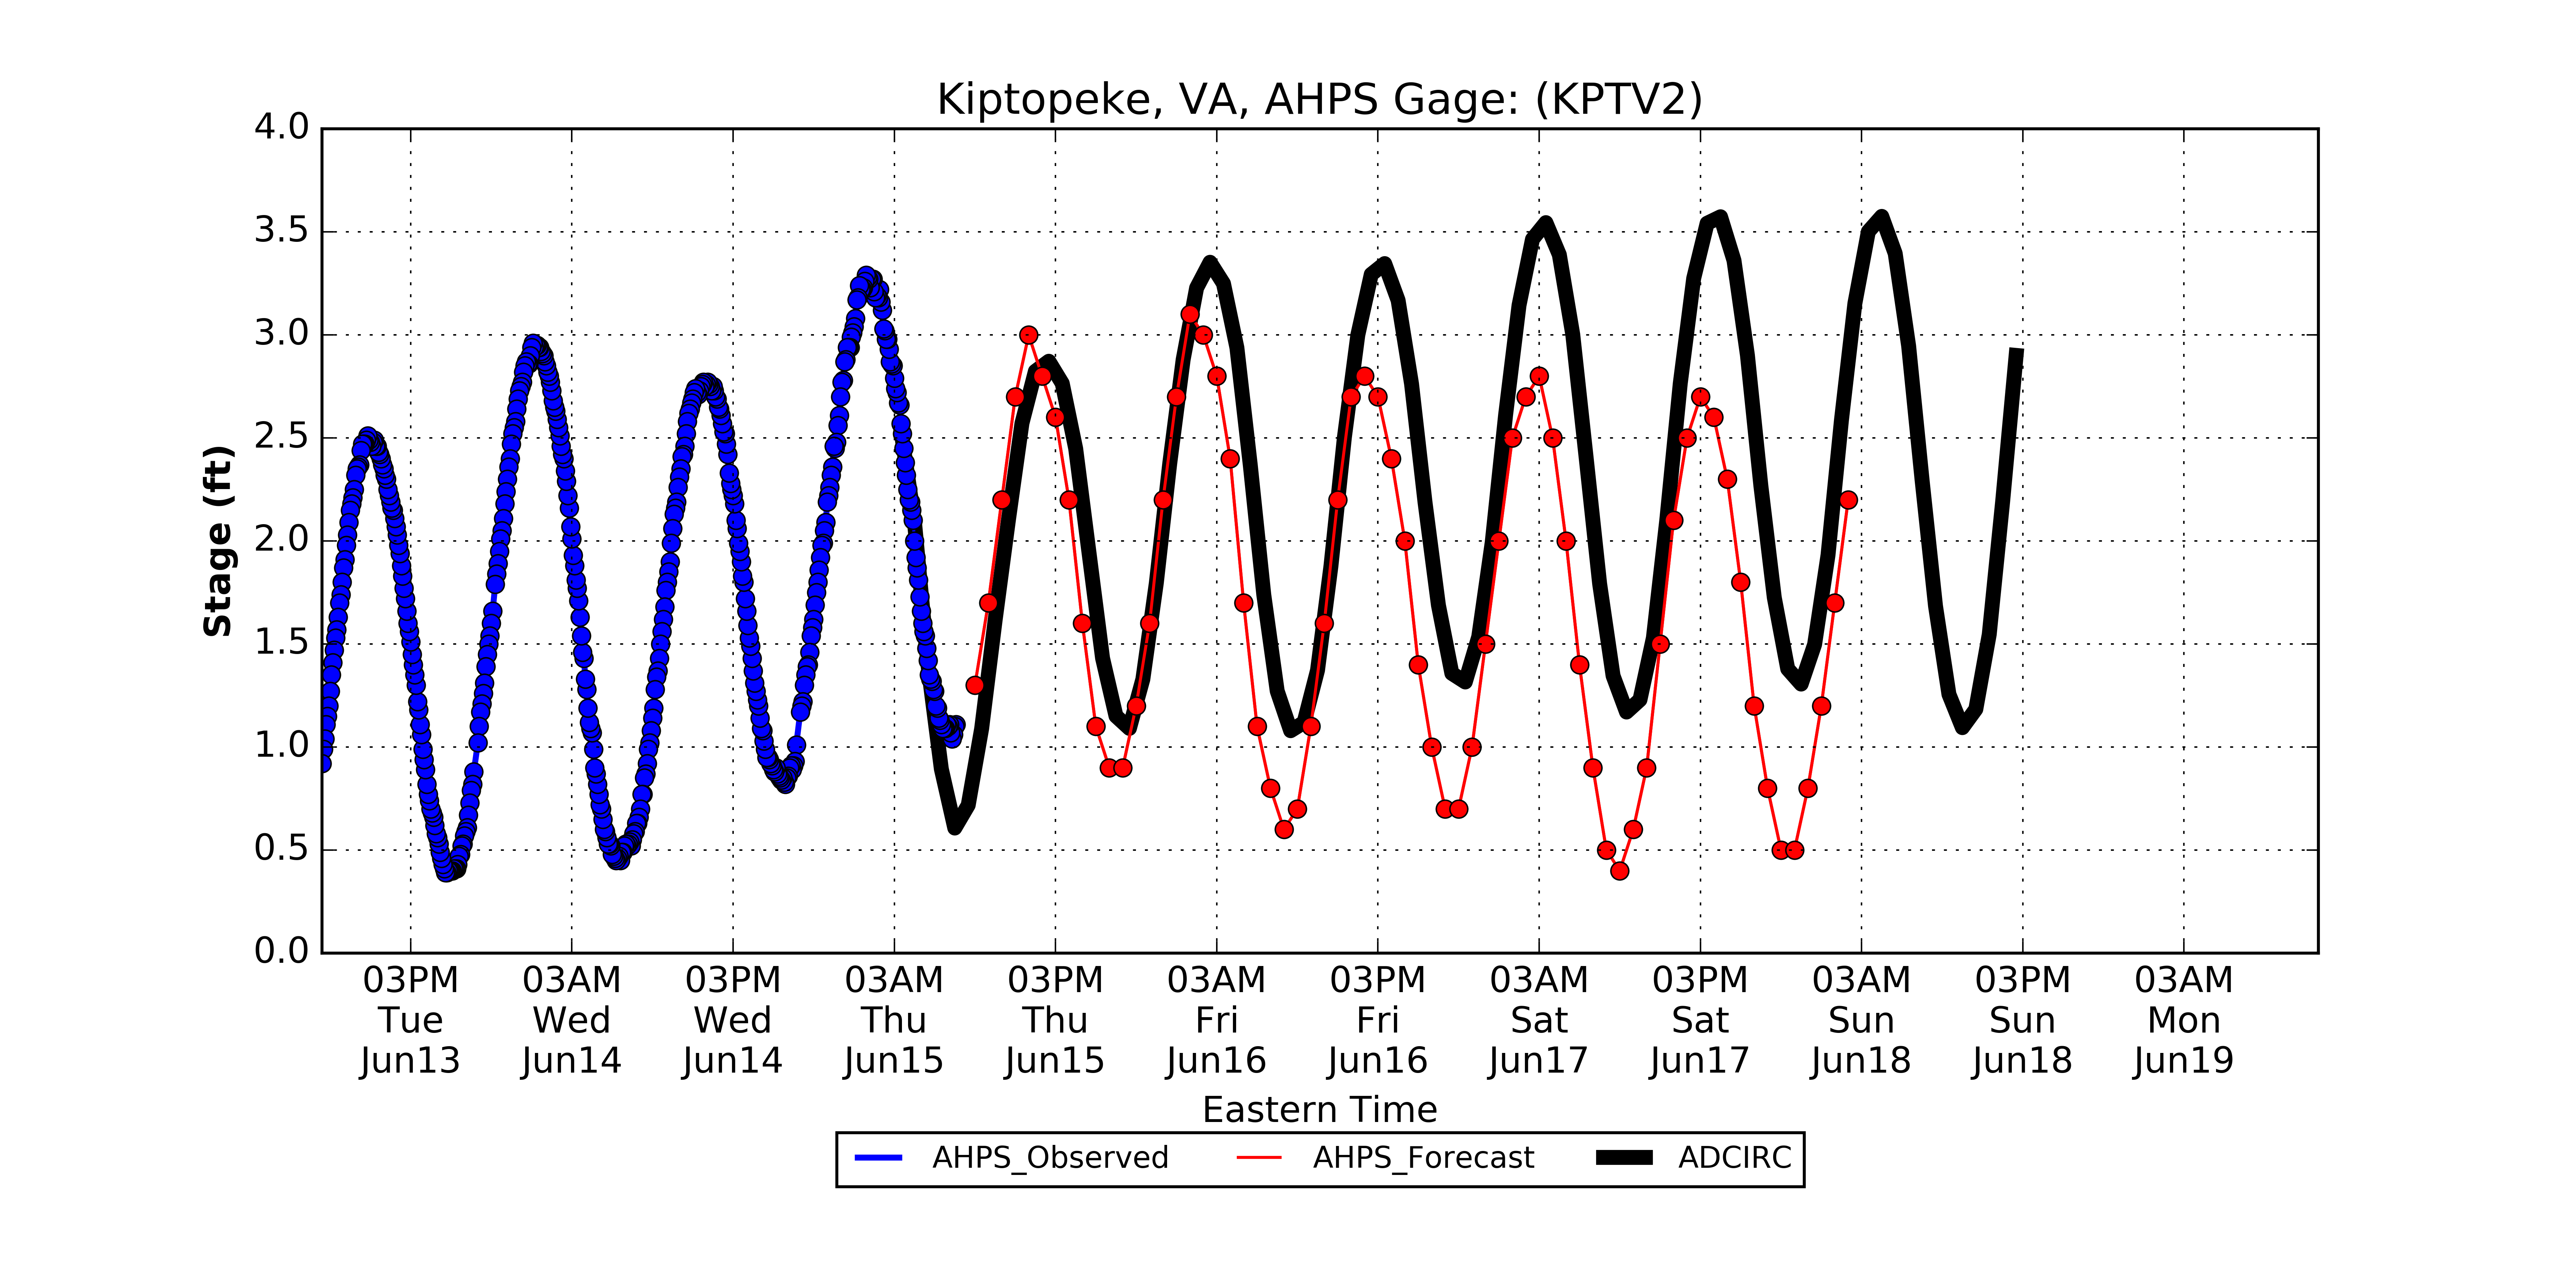 Kiptopeke, VA, AHPS Gage: (KPTV2)
4.0
3.5
3.0
2.5
2.0
1.5
1.0
0.5
0.0
Stage (ft)
03PM 03AM 03PM 03AM 03PM 03AM 03PM 03AM 03PM 03AM 03PM 03AM
Tue Wed Wed Thu Thu Fri Fri Sat Sat Sun Sun Mon
Jun13 Jun14 Jun14 Jun15 Jun15 Jun16 Jun16 Jun17 Jun17 Jun18 Jun18 Jun19
Eastern Time
AHPS_Observed AHPS_Forecast ADCIRC